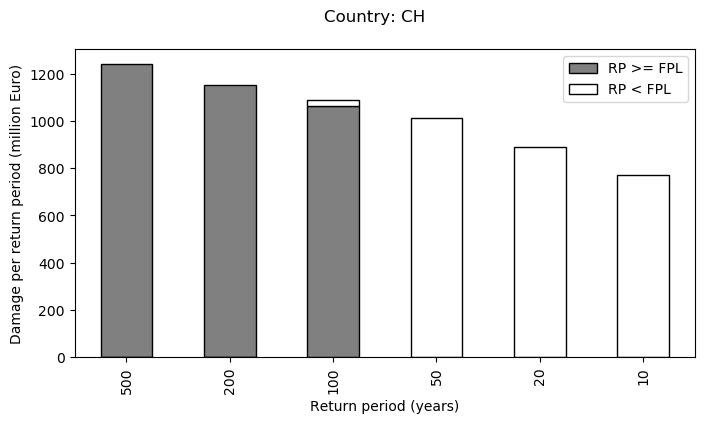 Country: CH
Damage per return period (million Euro)
1200
1000
800
600
400
200
0
RP >= FPL
RP < FPL
500
200
100
50
20
10
Return period (years)